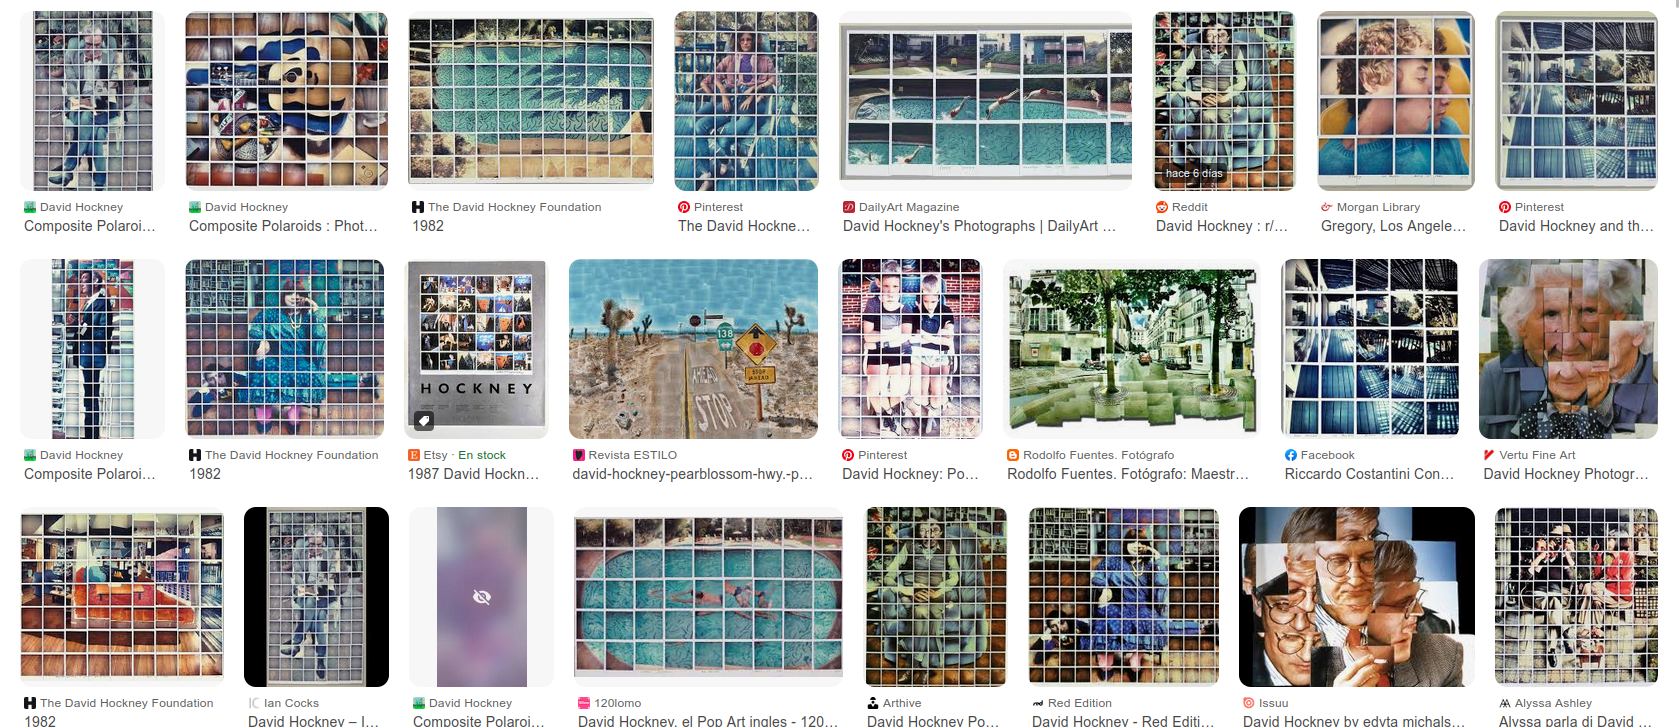 hace 6 días
David Hockney
Composite Polaroi...
David Hockney
Composite Polaroids : Phot...
The David Hockney Foundation
1982
Pinterest
The David Hockne...
DailyArt Magazine
David Hockney's Photographs | DailyArt ...
Reddit
David Hockney : r/...
Morgan Library
Gregory, Los Angele...
Pinterest
David Hockney and th...
HOCKNEY
138
STOP
AHEAD
AHEAD
STOP
David Hockney
Composite Polaroi...
The David Hockney Foundation
1982
Etsy · En stock
1987 David Hockn...
Revista ESTILO
david-hockney-pearblossom-hwy.-p...
Pinterest
David Hockney: Po...
Rodolfo Fuentes. Fotógrafo
Rodolfo Fuentes. Fotógrafo: Maestr...
Facebook
Riccardo Costantini Con...
Vertu Fine Art
David Hockney Photogr...
The David Hockney Foundation
1982
Ian Cocks
David Hockney – I...
David Hockney
Composite Polaroi...
120lomo
David Hockney, el Pop Art ingles - 120...
Arthive
David Hockney Po...
Red Edition
David Hockney - Red Editi...
Issuu
David Hockney by edyta michals...
Alyssa Ashley
Alyssa parla di David ...